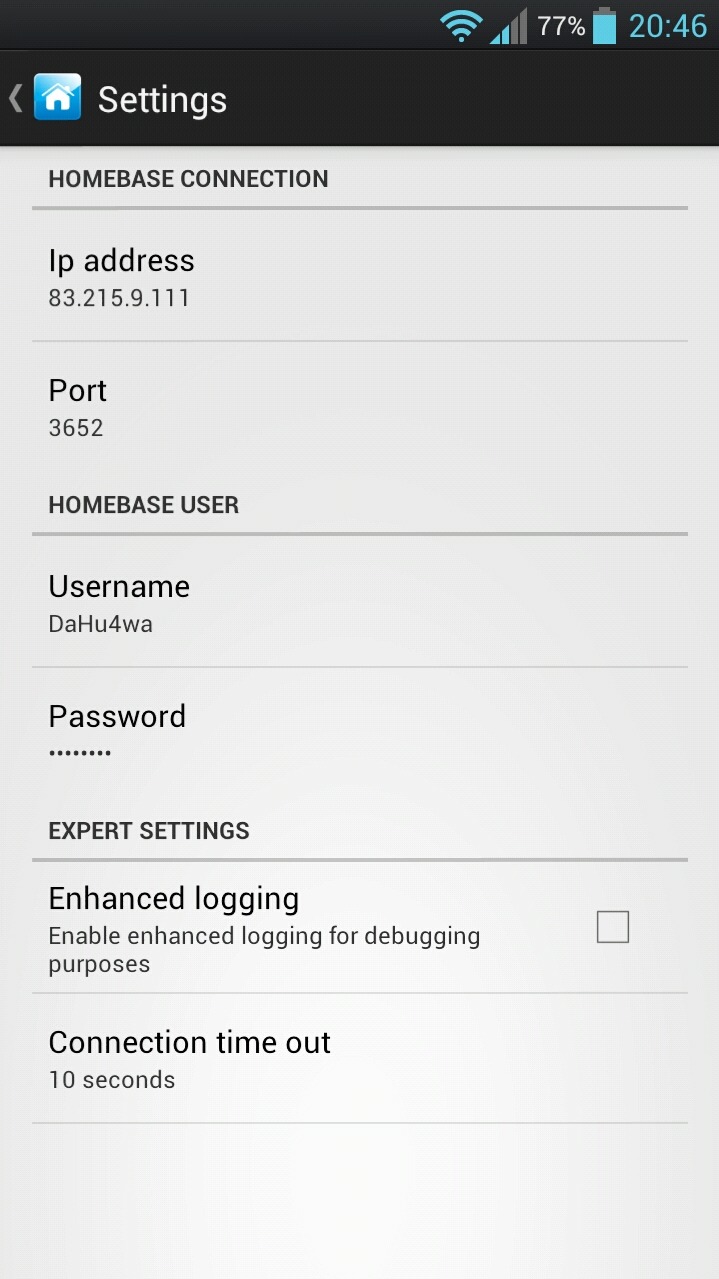 77% 20:46
Settings
HOMEBASE CONNECTION
Ip address
83.215.9.111
Port
3652
HOMEBASE USER
Username
DaHu4wa
Password
••••••••
EXPERT SETTINGS
Enhanced logging
Enable enhanced logging for debugging
purposes
Connection time out
10 seconds